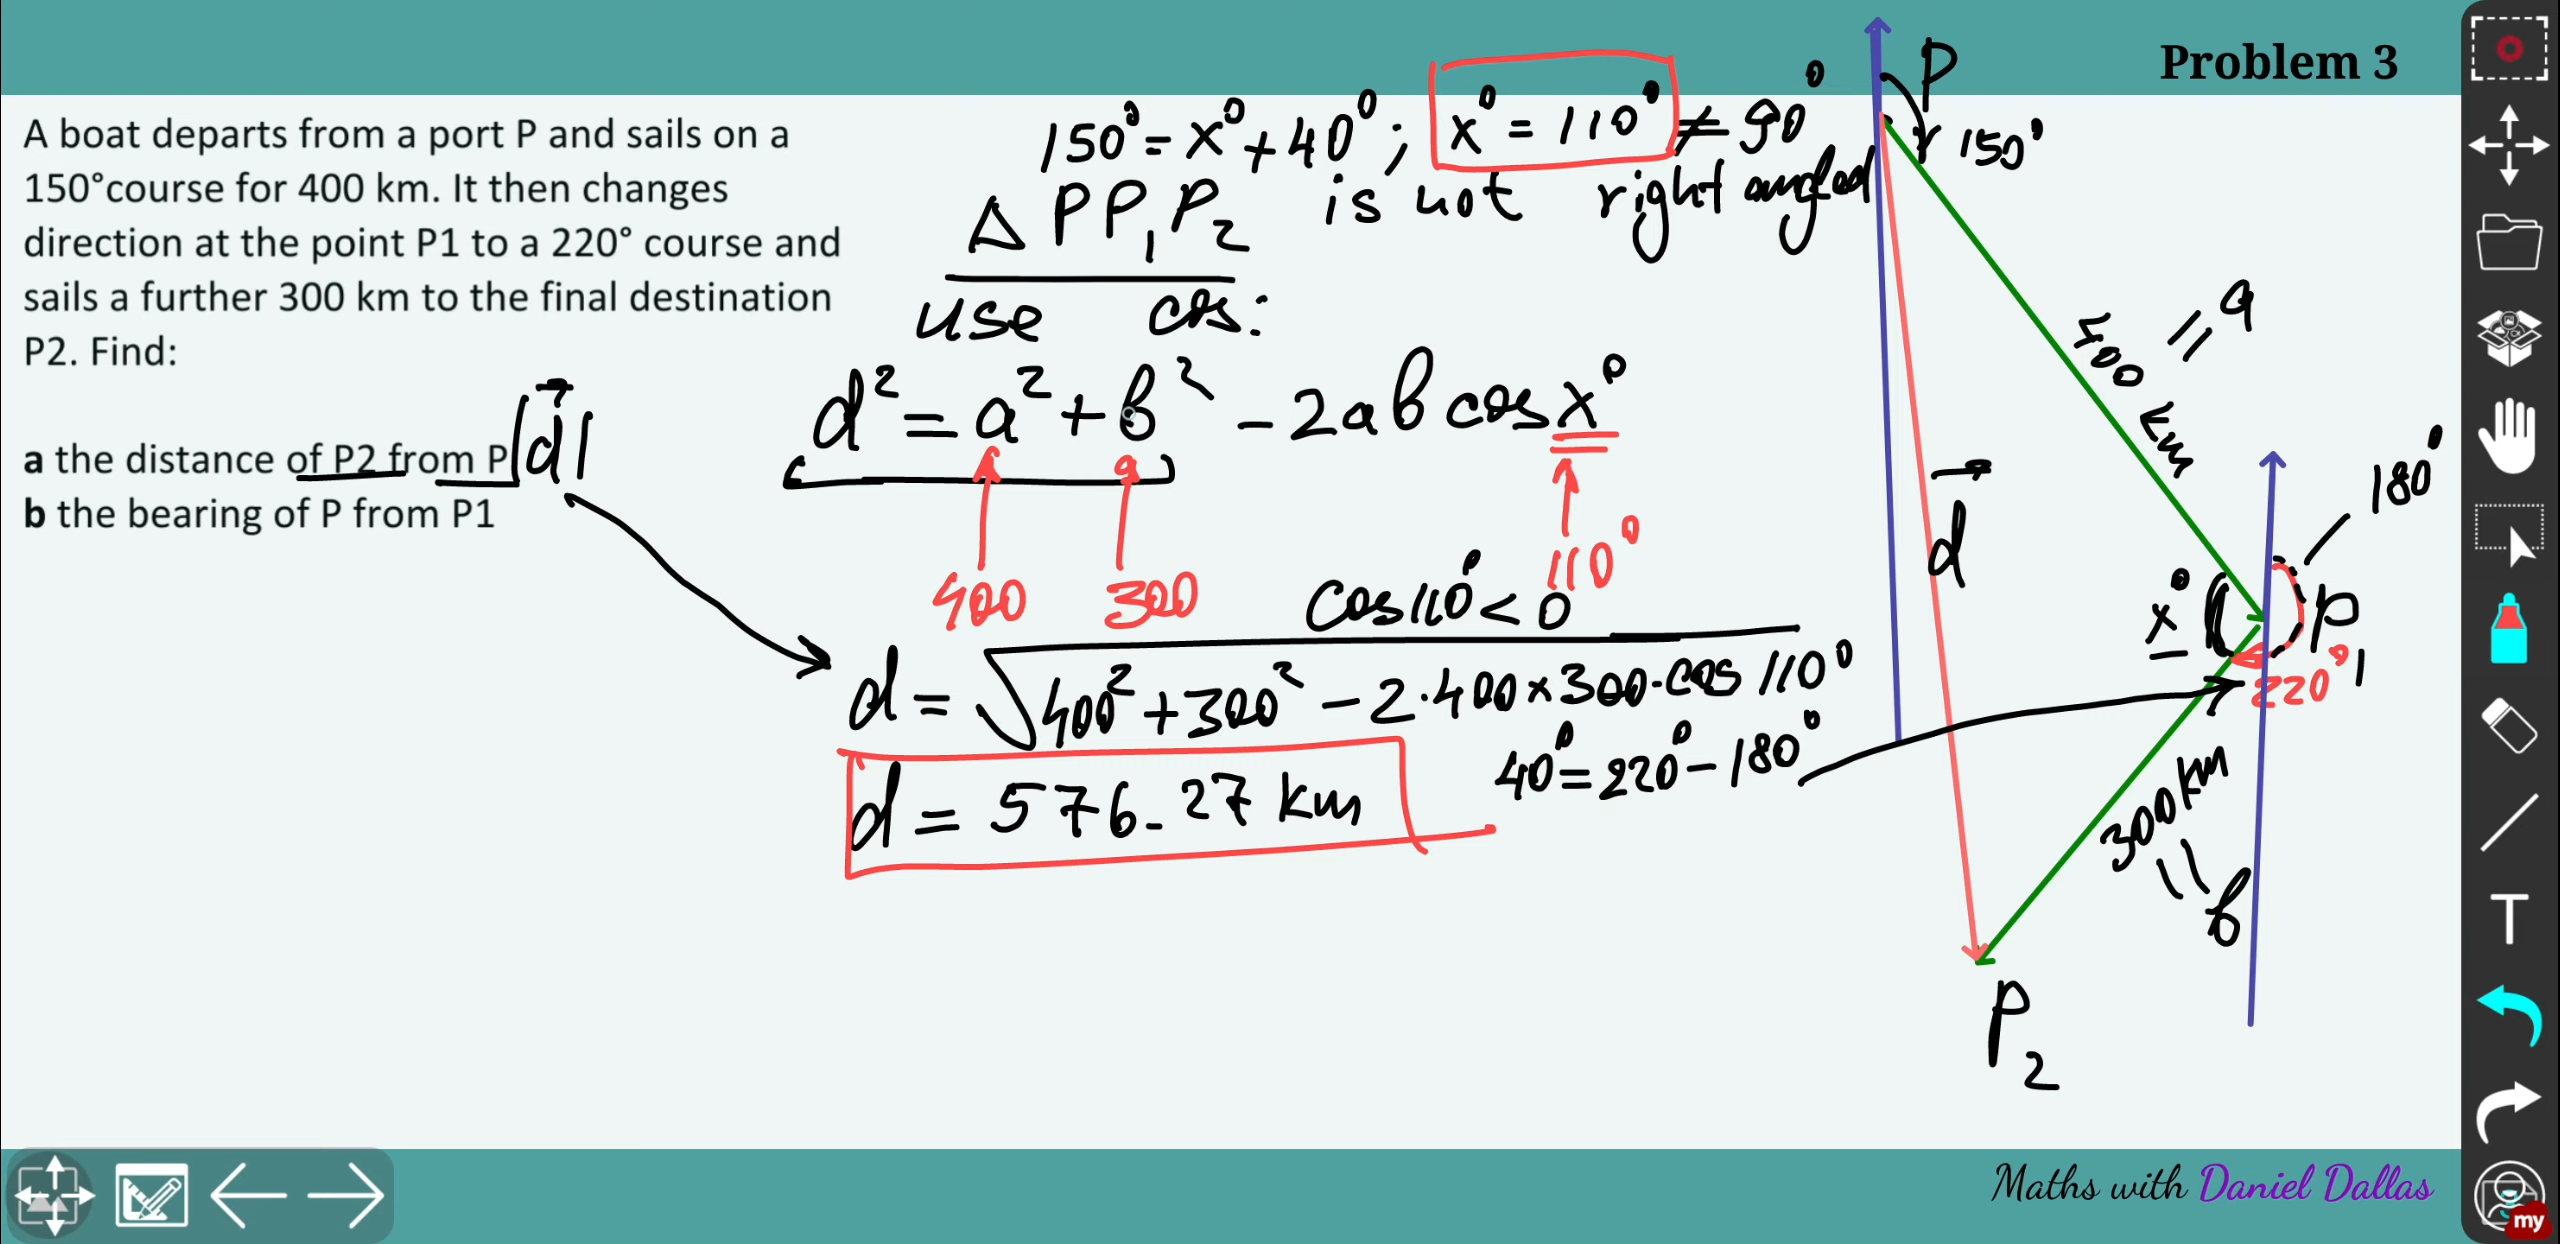 Problem 3
A boat departs from a port P and sails on a
150°course for 400 km. It then changes
direction at the point P1 to a 220° course and
sails a further 300 km to the final destination
P2. Find:
a the distance of P2 from P |d|
b the bearing of P from P1
150° = x° + 40° ; x° = 110° ≠ 90°
Δ PP₁P₂ is not right angled
use cos:
d² = a² + b² - 2ab cos x°
400 300 110°
cos110° < 0
d = √400² + 300² - 2·400×300·cos 110°
40° = 220° - 180°
d = 576.27 km
P
150°
400 km
= a
d
180°
x°
P₁
220°
300 km
= b
P₂
Maths with Daniel Dallas
T
my